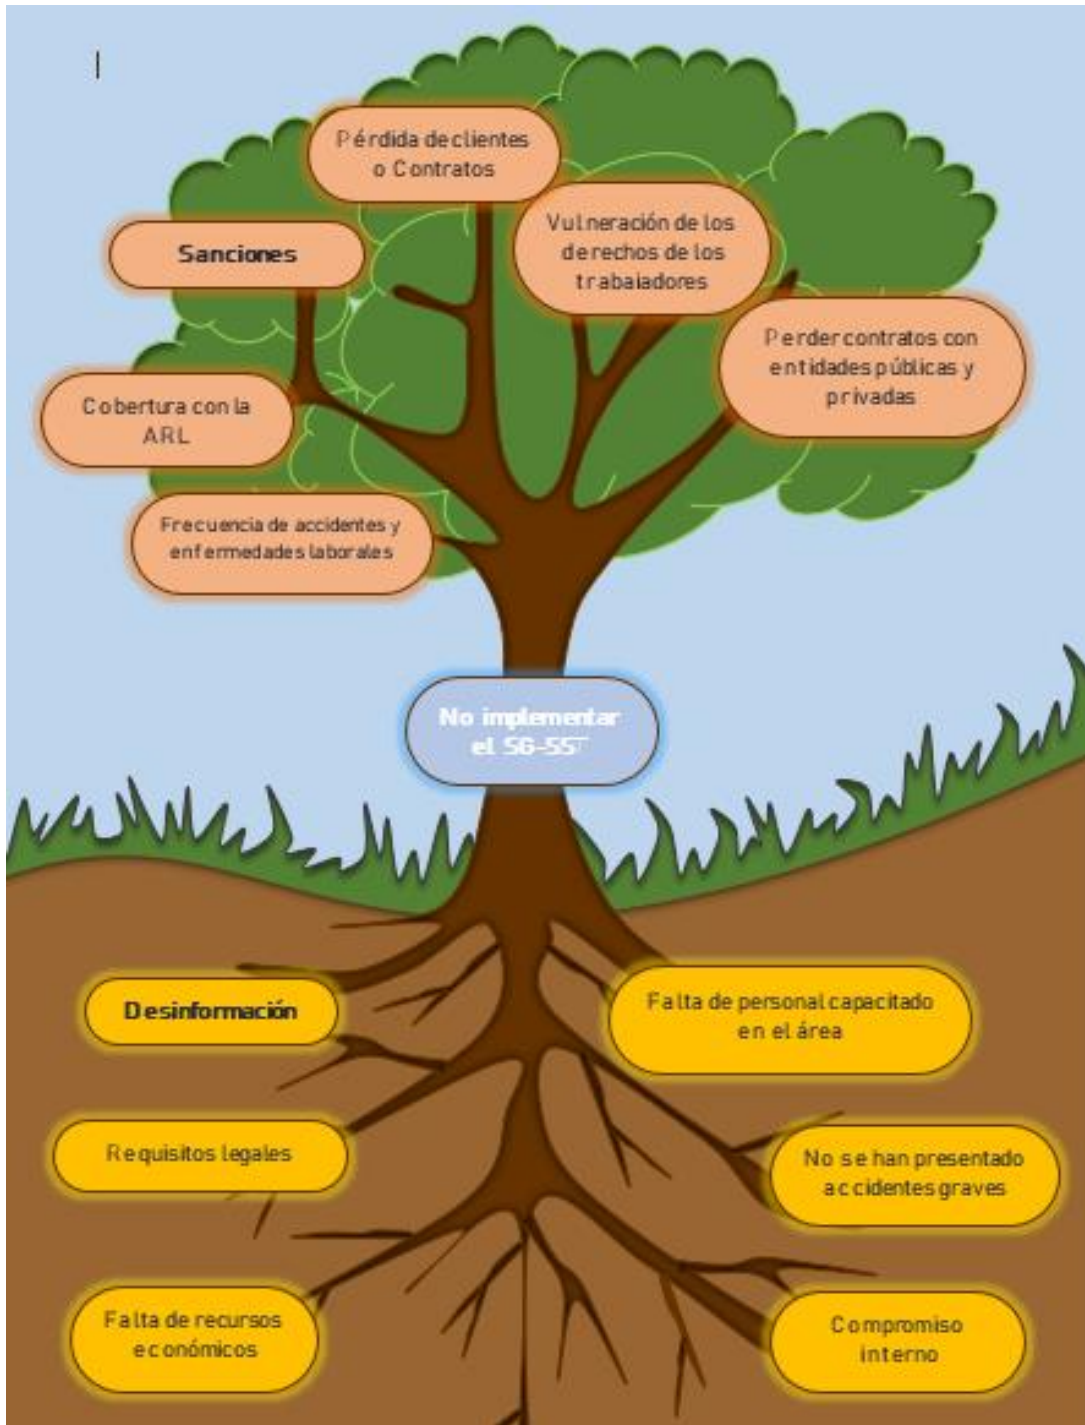 Pérdida de clientes
o Contratos
Vulneración de los
derechos de los
trabaiadores
Sanciones
Perder contratos con
entidades públicas y
privadas
Cobertura con la
ARL
Frecuencia de accidentes y
enfermedades laborales
No implementar
el SG-SST
Desinformación
Falta de personal capacitado
en el área
Requisitos legales
No se han presentado
accidentes graves
Falta de recursos
económicos
Compromiso
interno